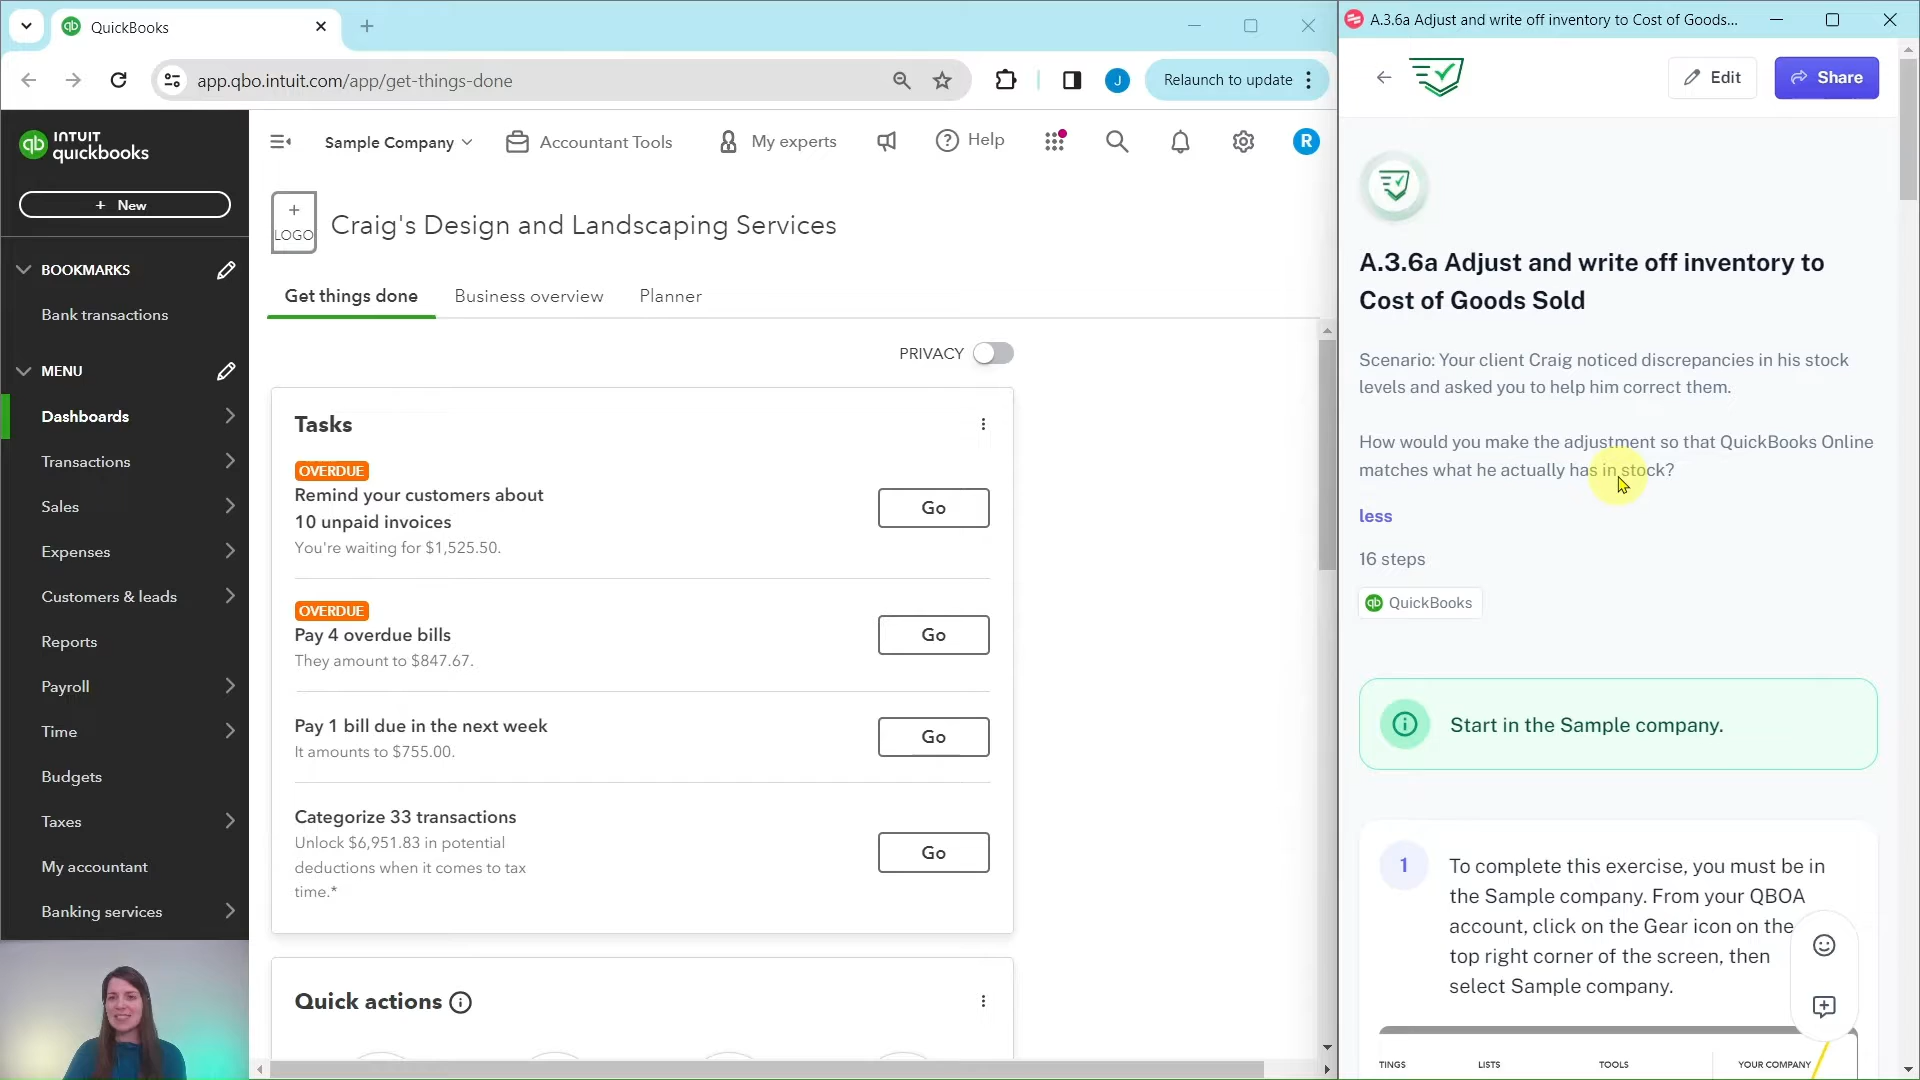 QuickBooks
app.qbo.intuit.com/app/get-things-done
J
Relaunch to update
INTUIT
quickbooks
+ New
BOOKMARKS
Bank transactions
MENU
Dashboards
Transactions
Sales
Expenses
Customers & leads
Reports
Payroll
Time
Budgets
Taxes
My accountant
Banking services
Sample Company
Accountant Tools
My experts
Help
R
+
LOGO
Craig's Design and Landscaping Services
Get things done
Business overview
Planner
PRIVACY
Tasks
OVERDUE
Remind your customers about
10 unpaid invoices
You're waiting for $1,525.50.
Go
OVERDUE
Pay 4 overdue bills
They amount to $847.67.
Go
Pay 1 bill due in the next week
It amounts to $755.00.
Go
Categorize 33 transactions
Unlock $6,951.83 in potential
deductions when it comes to tax
time.*
Go
Quick actions
A.3.6a Adjust and write off inventory to Cost of Goods...
Edit
Share
A.3.6a Adjust and write off inventory to
Cost of Goods Sold
Scenario: Your client Craig noticed discrepancies in his stock
levels and asked you to help him correct them.
How would you make the adjustment so that QuickBooks Online
matches what he actually has in stock?
less
16 steps
qb QuickBooks
Start in the Sample company.
1
To complete this exercise, you must be in
the Sample company. From your QBOA
account, click on the Gear icon on the
top right corner of the screen, then
select Sample company.
TINGS
LISTS
TOOLS
YOUR COMPANY